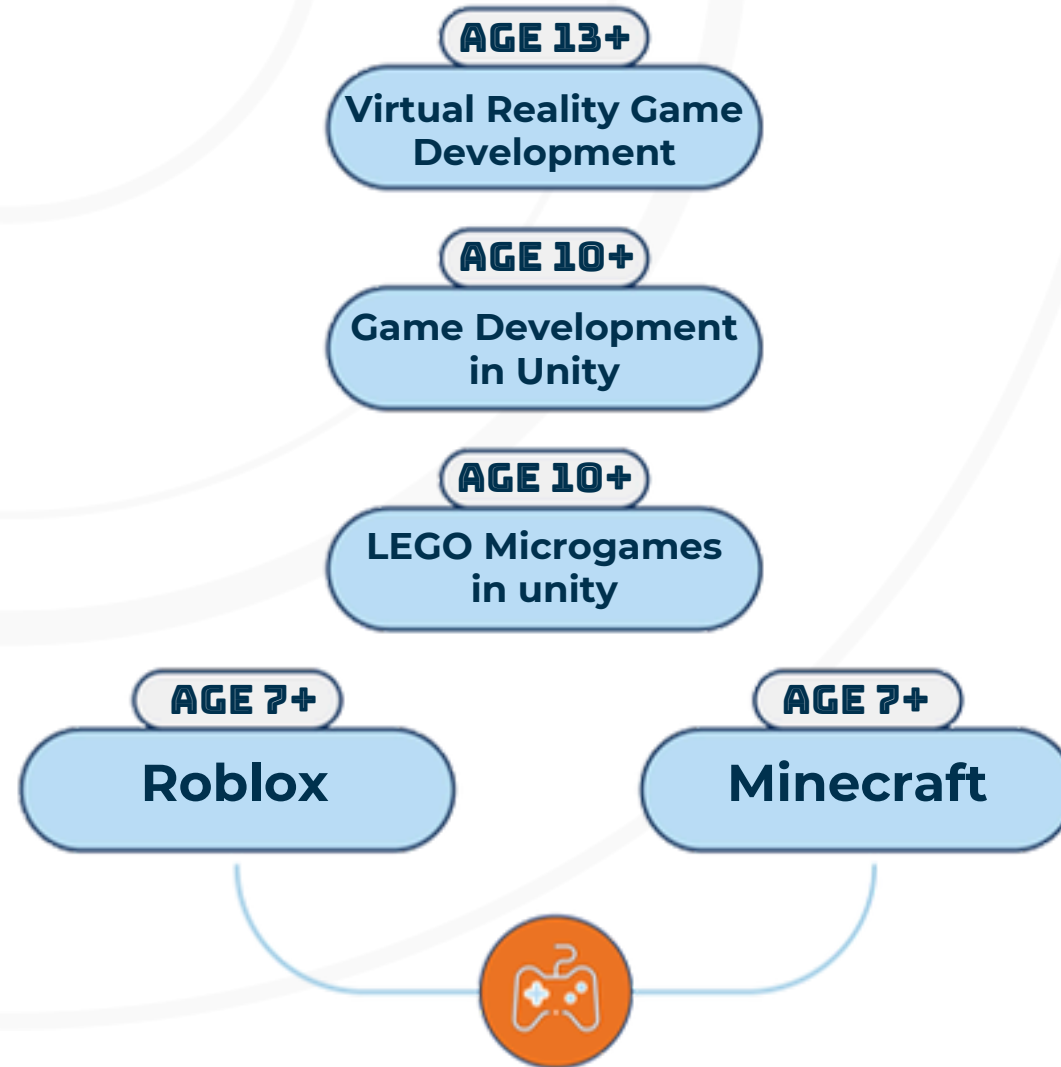 AGE 13+
Virtual Reality Game
Development
AGE 10+
Game Development
in Unity
AGE 10+
LEGO Microgames
in unity
AGE 7+
Roblox
AGE 7+
Minecraft